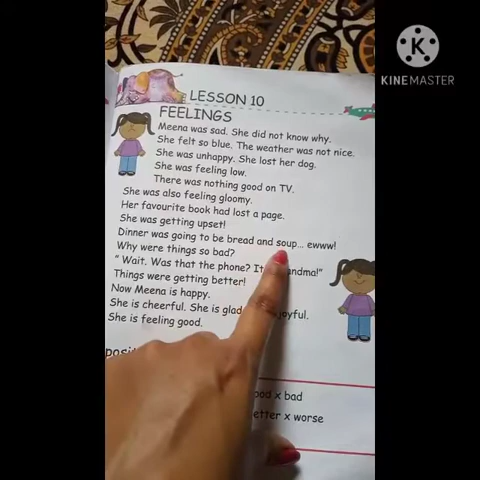 KINEMASTER
LESSON 10
FEELINGS
Meena was sad. She did not know why.
She felt so blue. The weather was not nice.
She was unhappy. She lost her dog.
She was feeling low.
There was nothing good on TV.
She was also feeling gloomy.
Her favourite book had lost a page.
She was getting upset!
Dinner was going to be bread and soup... ewww!
Why were things so bad?
" Wait. Was that the phone?
Things were getting better!
Now Meena is happy.
She is cheerful. She is glad
She is feeling good.
x bad
x worse